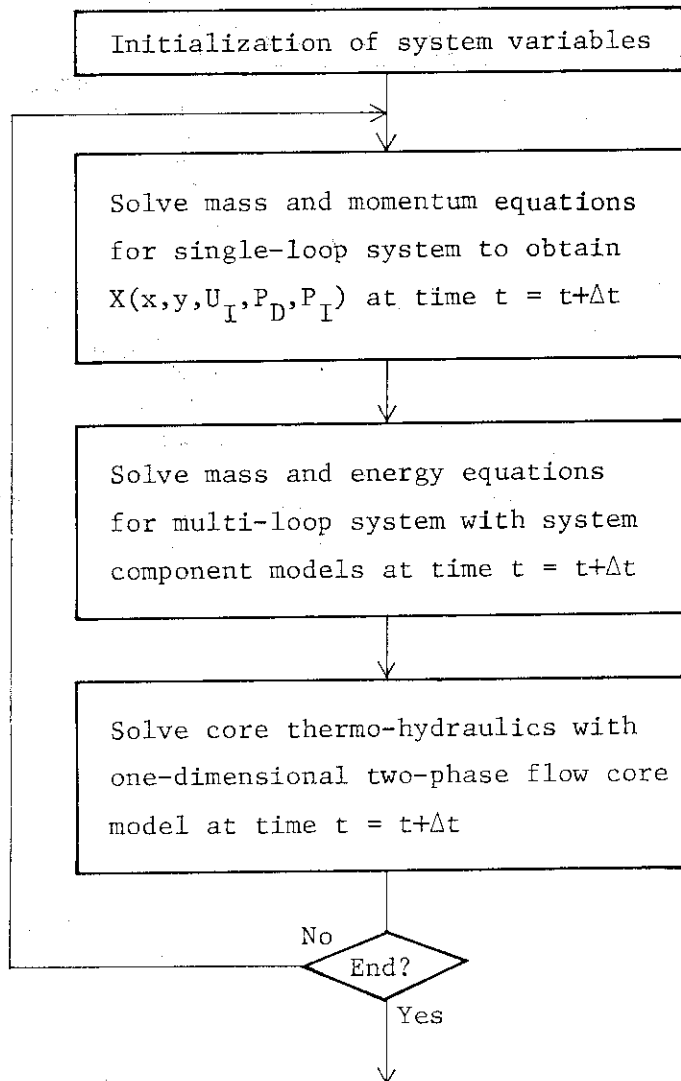 Initialization of system variables
Solve mass and momentum equations
for single-loop system to obtain
X(x,y,U_I,P_D,P_I) at time t = t+Δt
Solve mass and energy equations
for multi-loop system with system
component models at time t = t+Δt
Solve core thermo-hydraulics with
one-dimensional two-phase flow core
model at time t = t+Δt
No
End?
Yes